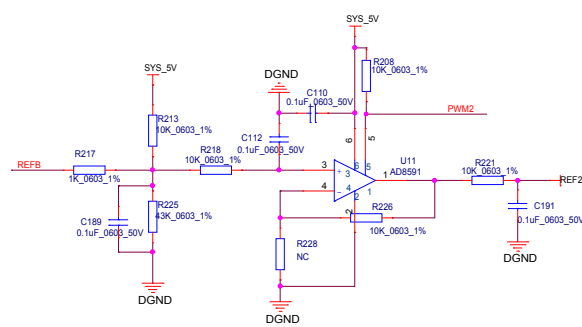 SYS_5V
SYS_5V
R208
10K_0603_1%
DGND
C110
0.1uF_0603_50V
PWM2
R213
10K_0603_1%
C112
0.1uF_0603_50V
6
5
REFB
R217
1K_0603_1%
R218
10K_0603_1%
3
+
3
6
5
U11
AD8591
1
R221
10K_0603_1%
REF2
4
−
4
1
2
2
R225
43K_0603_1%
C189
0.1uF_0603_50V
R226
10K_0603_1%
C191
0.1uF_0603_50V
R228
NC
DGND
DGND
DGND